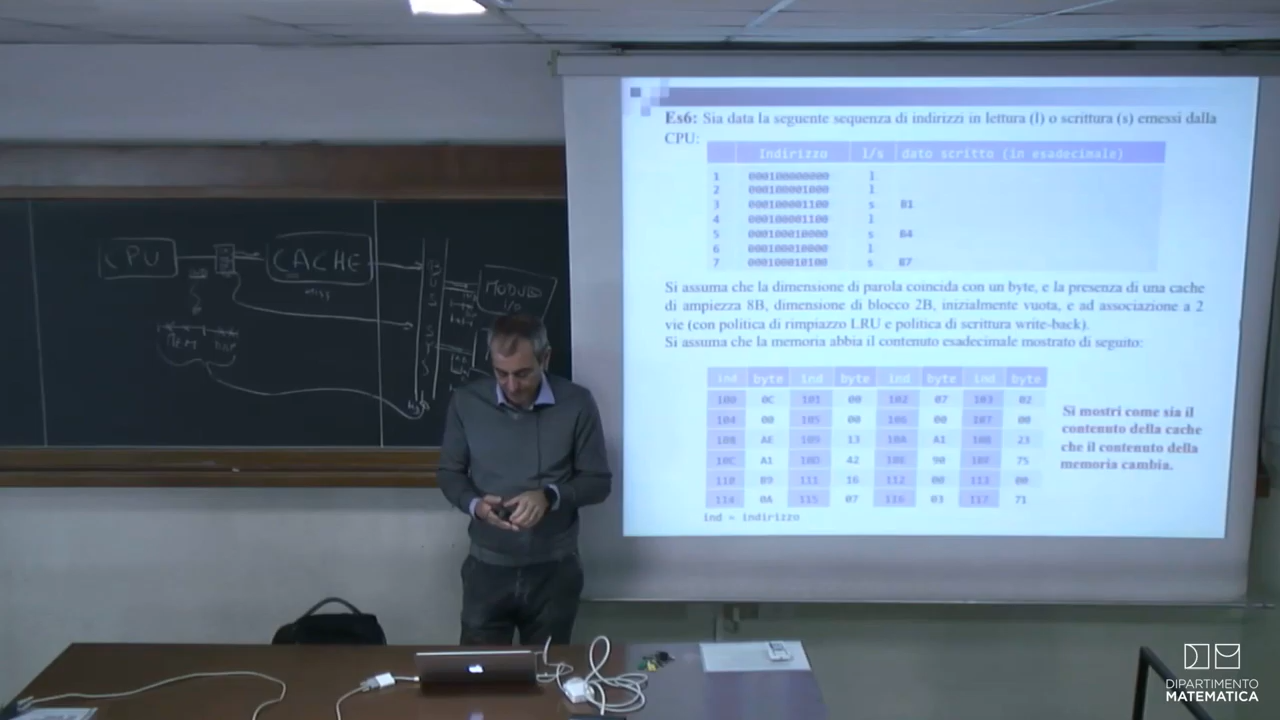 CPU
CACHE
miss
MODULO
I/O
BUS
SIS
Es6: Sia data la seguente sequenza di indirizzi in lettura (l) o scrittura (s) emessi dalla
CPU:
Indirizzo l/s dato scritto (in esadecimale)
1 000100000000 l
2 000100001000 l
3 000100001100 s B1
4 000100001100 l
5 000100010000 s B4
6 000100010000 l
7 000100010100 s B7
Si assuma che la dimensione di parola coincida con un byte, e la presenza di una cache
di ampiezza 8B, dimensione di blocco 2B, inizialmente vuota, e ad associazione a 2
vie (con politica di rimpiazzo LRU e politica di scrittura write-back).
Si assuma che la memoria abbia il contenuto esadecimale mostrato di seguito:
ind byte ind byte ind byte ind byte
100 0C 101 00 102 07 103 02
104 00 105 00 106 00 107 00
108 AE 109 13 10A A1 10B 23
10C A1 10D 42 10E 90 10F 75
110 B9 111 16 112 00 113 00
114 0A 115 07 116 03 117 71
ind = indirizzo
Si mostri come sia il
contenuto della cache
che il contenuto della
memoria cambia.
DIPARTIMENTO
MATEMATICA